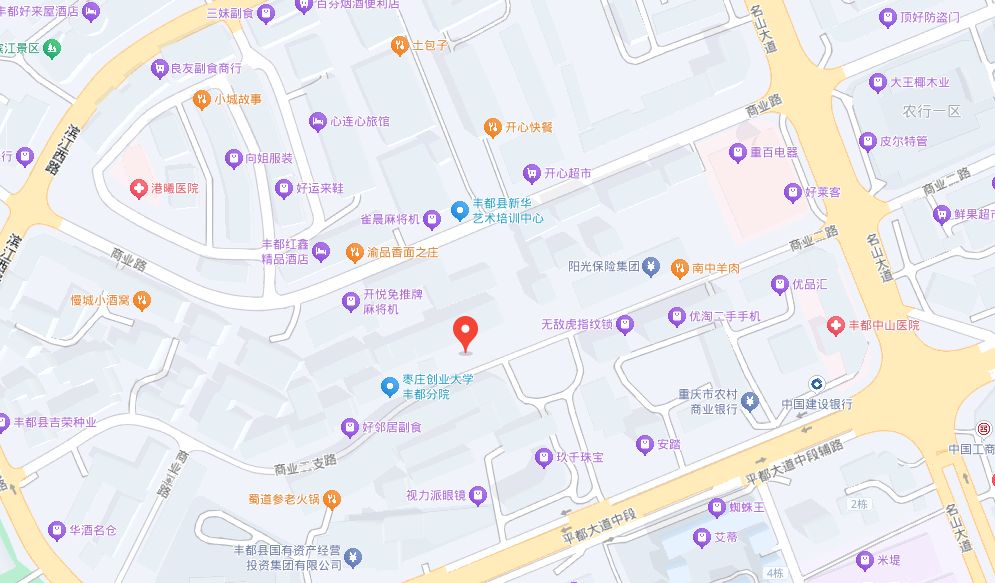 丰都好来屋酒店
三妹副食
百分烟酒便利店
名山大道
顶好防盗门
滨江景区
土包子
良友副食商行
大王椰木业
小城故事
商业路
农行一区
心连心旅馆
开心快餐
皮尔特管
滨江西路
行
向姐服装
重百电器
开心超市
商业二路
港曦医院
好运来鞋
好莱客
丰都县新华
艺术培训中心
鲜果超市
雀晨麻将机
商业二路
名山大道
丰都红鑫
精品酒店
渝品香面之庄
滨江西路
商业路
阳光保险集团
南中羊肉
优品汇
慢城小酒窝
开悦免推牌
麻将机
无敌虎指纹锁
优淘二手手机
丰都中山医院
枣庄创业大学
丰都分院
重庆市农村
商业银行
中国建设银行
丰都县吉荣种业
好邻居副食
安踏
中国工商
玖千珠宝
商业二支路
商业支路
平都大道中段辅路
路
蜀道参老火锅
视力派眼镜
2栋
蜘蛛王
平都大道中段
名山大道
华酒名仓
艾蒂
丰都县国有资产经营
投资集团有限公司
米堤
4栋